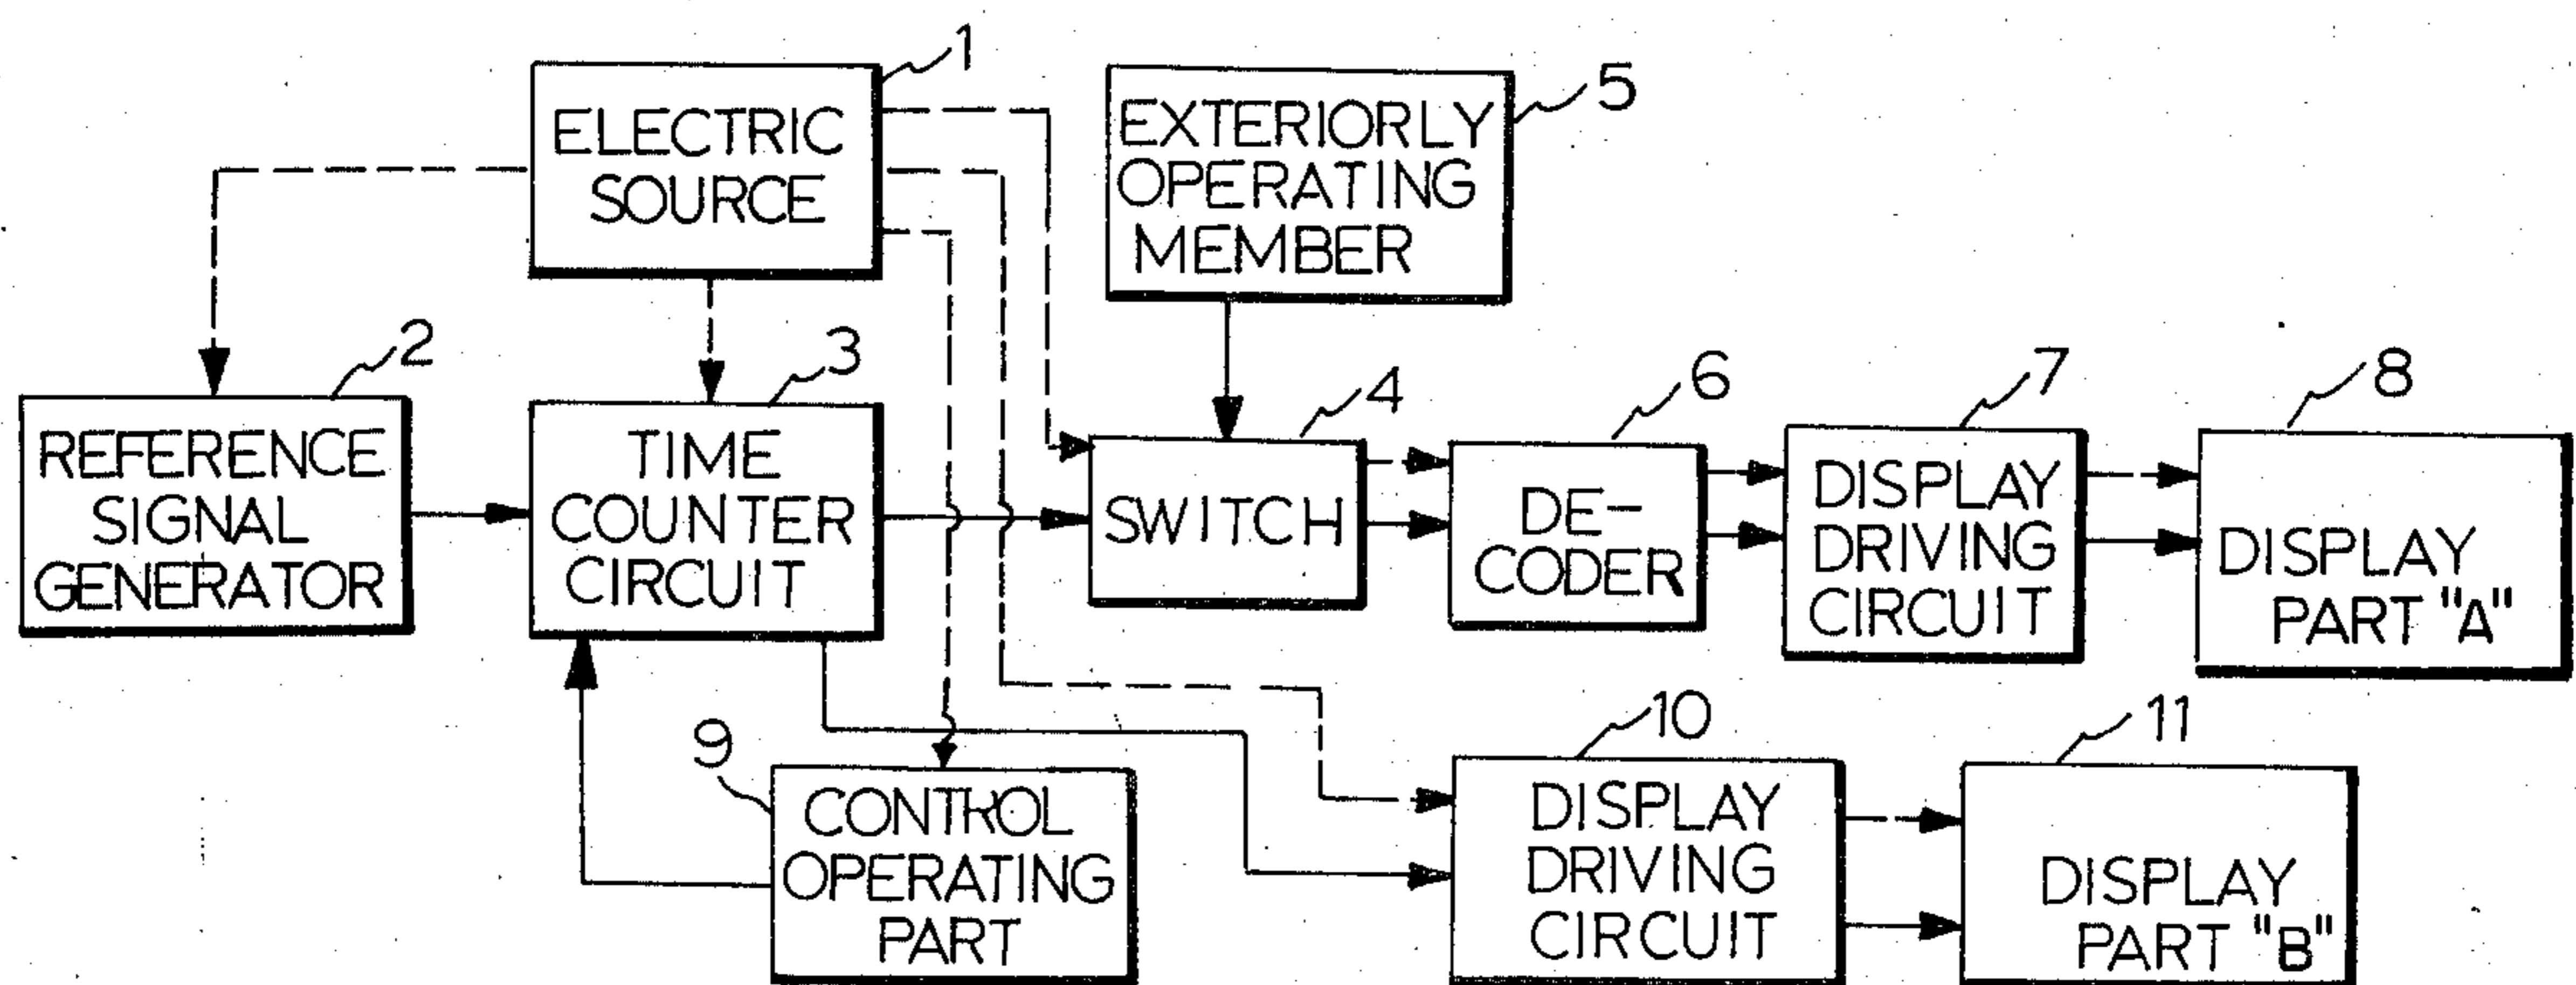 1
ELECTRIC
SOURCE
5
EXTERIORLY
OPERATING
MEMBER
2
REFERENCE
SIGNAL
GENERATOR
3
TIME
COUNTER
CIRCUIT
4
SWITCH
6
DE-
CODER
7
DISPLAY
DRIVING
CIRCUIT
8
DISPLAY
PART "A"
9
CONTROL
OPERATING
PART
10
DISPLAY
DRIVING
CIRCUIT
11
DISPLAY
PART "B"